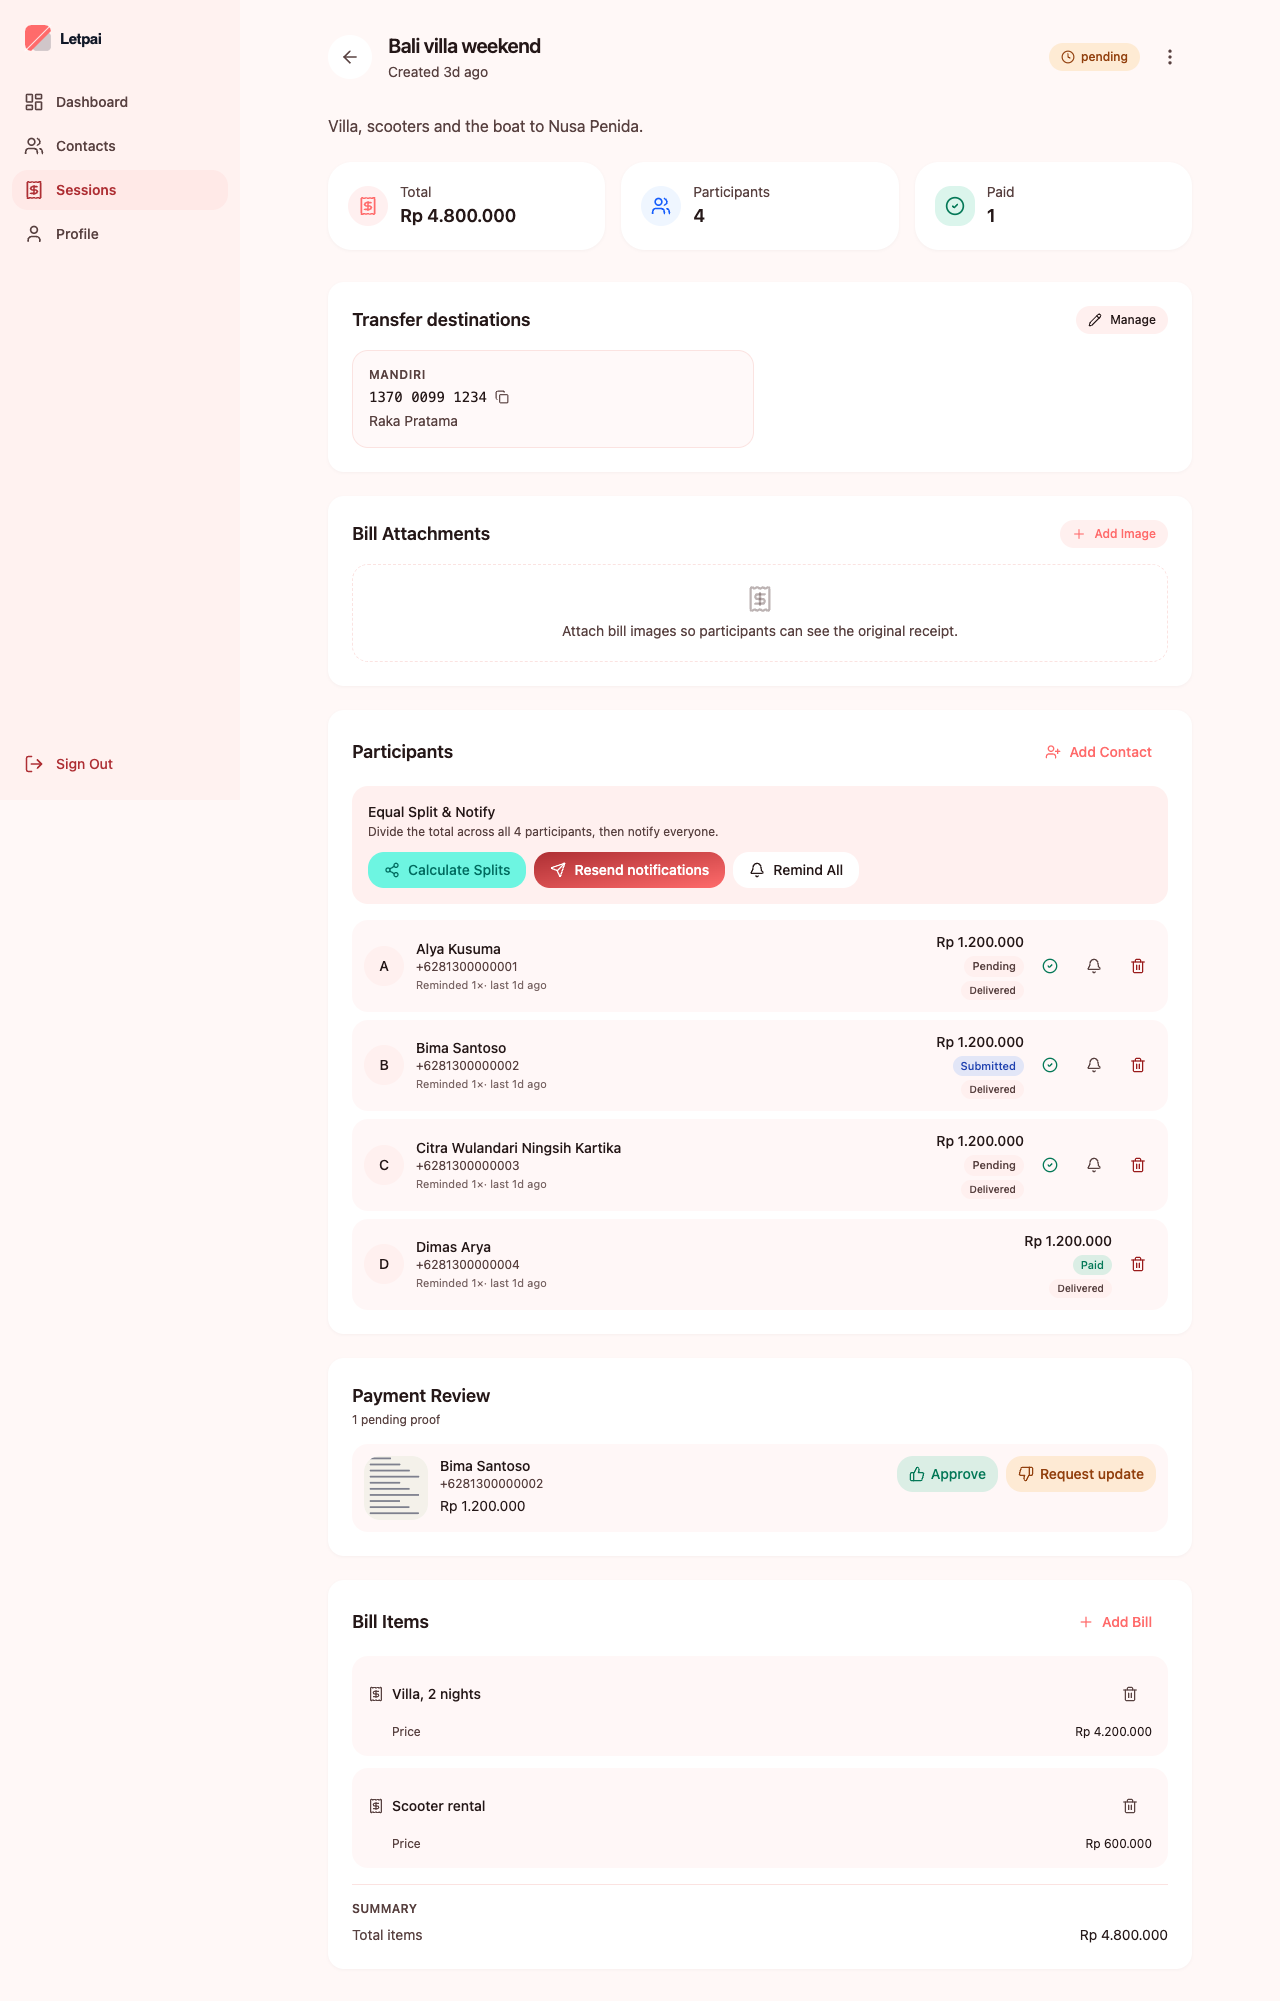 Letpai
Dashboard
Contacts
Sessions
Profile
Sign Out
Bali villa weekend
Created 3d ago
pending
Villa, scooters and the boat to Nusa Penida.
Total
Rp 4.800.000
Participants
4
Paid
1
Transfer destinations
Manage
MANDIRI
1370 0099 1234
Raka Pratama
Bill Attachments
Add Image
Attach bill images so participants can see the original receipt.
Participants
Add Contact
Equal Split & Notify
Divide the total across all 4 participants, then notify everyone.
Calculate Splits
Resend notifications
Remind All
A
Alya Kusuma
+6281300000001
Reminded 1×· last 1d ago
Rp 1.200.000
Pending
Delivered
B
Bima Santoso
+6281300000002
Reminded 1×· last 1d ago
Rp 1.200.000
Submitted
Delivered
C
Citra Wulandari Ningsih Kartika
+6281300000003
Reminded 1×· last 1d ago
Rp 1.200.000
Pending
Delivered
D
Dimas Arya
+6281300000004
Reminded 1×· last 1d ago
Rp 1.200.000
Paid
Delivered
Payment Review
1 pending proof
Bima Santoso
+6281300000002
Rp 1.200.000
Approve
Request update
Bill Items
Add Bill
Villa, 2 nights
Price
Rp 4.200.000
Scooter rental
Price
Rp 600.000
SUMMARY
Total items
Rp 4.800.000